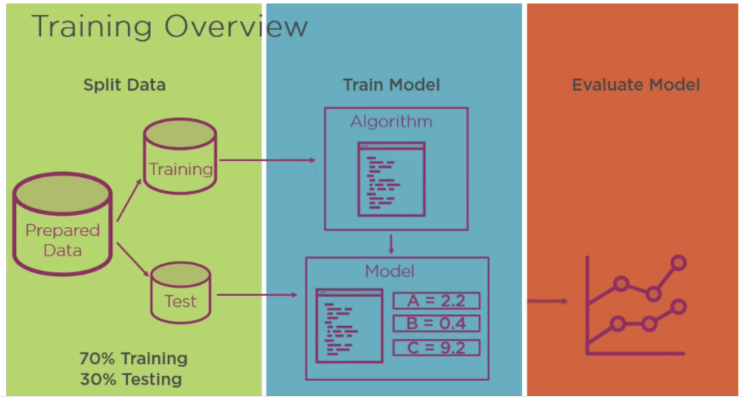 Training Overview
Split Data
Training
Prepared
Data
Test
70% Training
30% Testing
Train Model
Algorithm
Model
A = 2.2
B = 0.4
C = 9.2
Evaluate Model